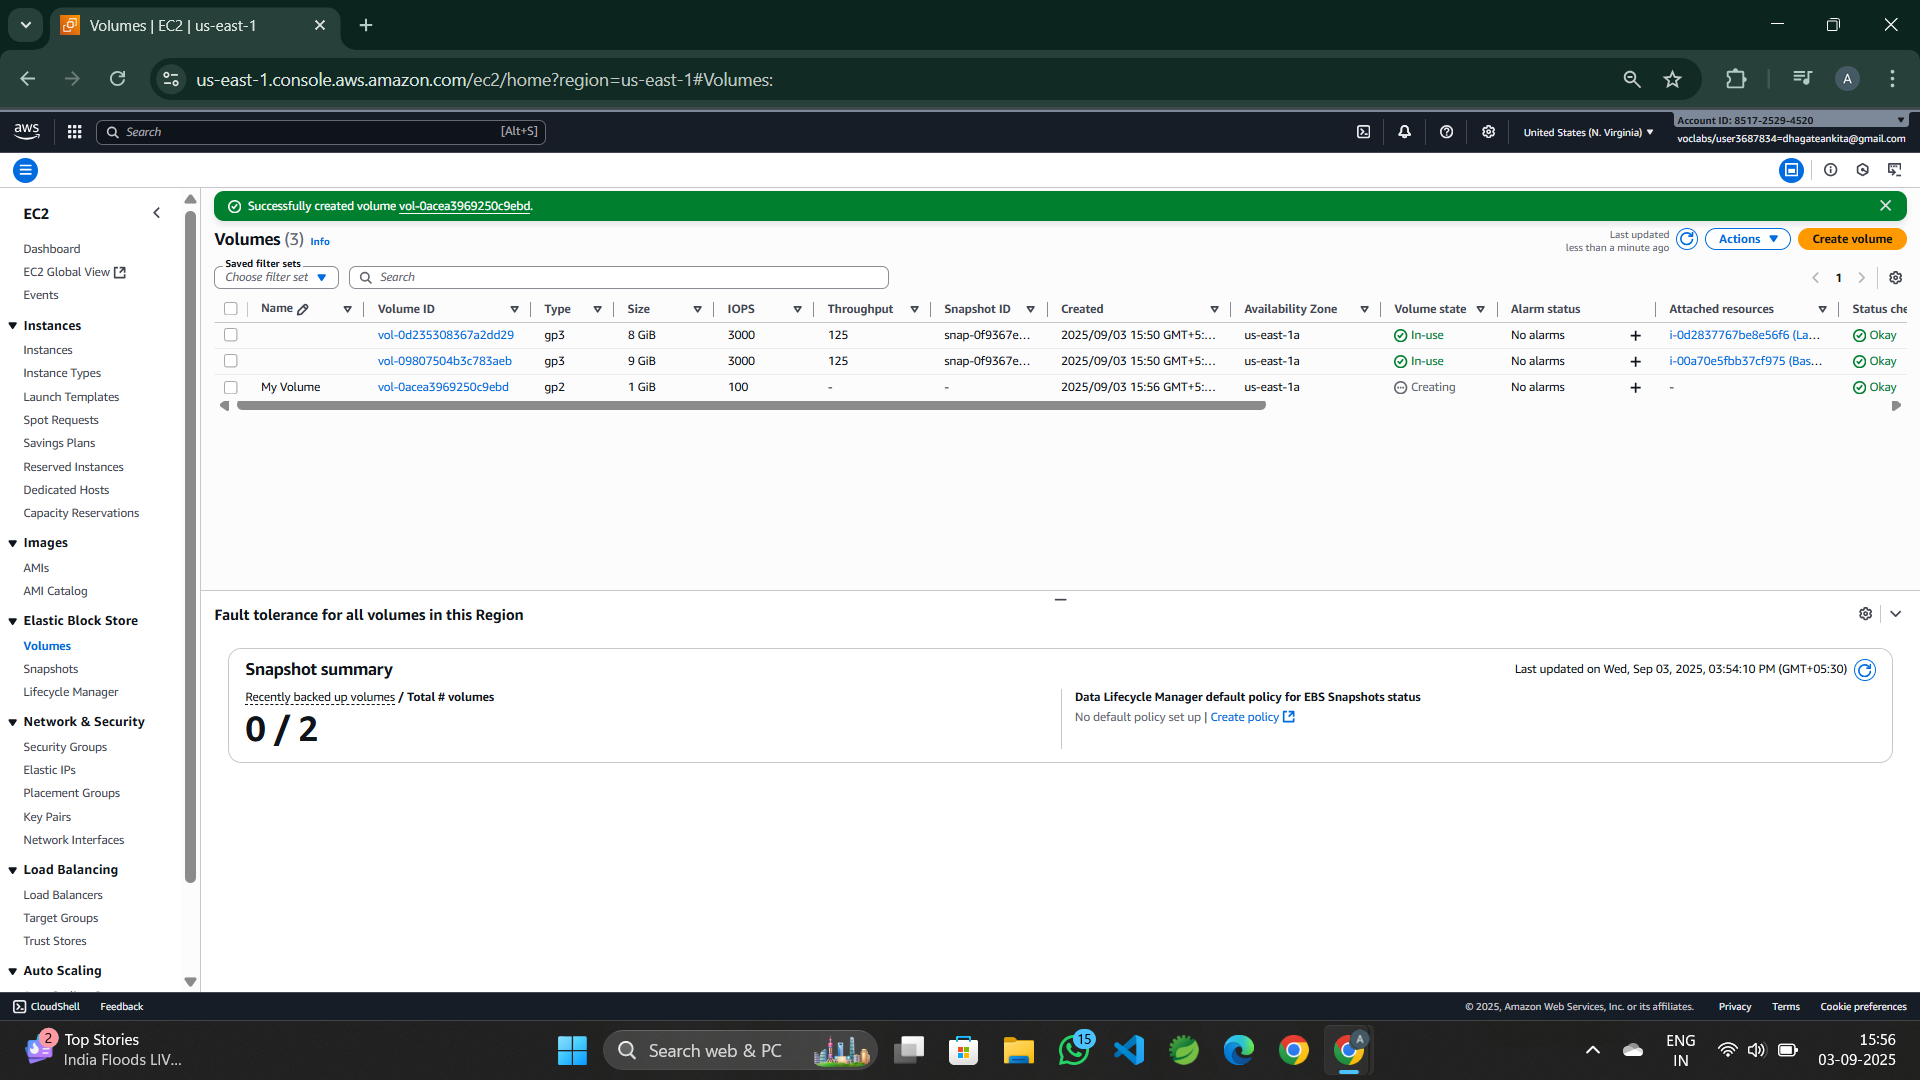 Volumes | EC2 | us-east-1
us-east-1.console.aws.amazon.com/ec2/home?region=us-east-1#Volumes:
A
aws
Search [Alt+S]
United States (N. Virginia)
Account ID: 8517-2529-4520
voclabs/user3687834=dhagateankita@gmail.com
EC2
Dashboard
EC2 Global View
Events
Instances
Instances
Instance Types
Launch Templates
Spot Requests
Savings Plans
Reserved Instances
Dedicated Hosts
Capacity Reservations
Images
AMIs
AMI Catalog
Elastic Block Store
Volumes
Snapshots
Lifecycle Manager
Network & Security
Security Groups
Elastic IPs
Placement Groups
Key Pairs
Network Interfaces
Load Balancing
Load Balancers
Target Groups
Trust Stores
Auto Scaling
Successfully created volume vol-0acea3969250c9ebd.
Volumes (3) Info
Last updated
less than a minute ago
Actions
Create volume
Saved filter sets
Choose filter set
Search
1
Name Volume ID Type Size IOPS Throughput Snapshot ID Created Availability Zone Volume state Alarm status Attached resources Status che
vol-0d235308367a2dd29 gp3 8 GiB 3000 125 snap-0f9367e... 2025/09/03 15:50 GMT+5:... us-east-1a In-use No alarms + i-0d2837767be8e56f6 (La... Okay
vol-09807504b3c783aeb gp3 9 GiB 3000 125 snap-0f9367e... 2025/09/03 15:50 GMT+5:... us-east-1a In-use No alarms + i-00a70e5fbb37cf975 (Bas... Okay
My Volume vol-0acea3969250c9ebd gp2 1 GiB 100 - - 2025/09/03 15:56 GMT+5:... us-east-1a Creating No alarms + - Okay
Fault tolerance for all volumes in this Region
Snapshot summary
Last updated on Wed, Sep 03, 2025, 03:54:10 PM (GMT+05:30)
Recently backed up volumes / Total # volumes
0 / 2
Data Lifecycle Manager default policy for EBS Snapshots status
No default policy set up | Create policy
CloudShell Feedback
© 2025, Amazon Web Services, Inc. or its affiliates. Privacy Terms Cookie preferences
2
Top Stories
India Floods LIV...
Search web & PC
15
A
ENG
IN
15:56
03-09-2025